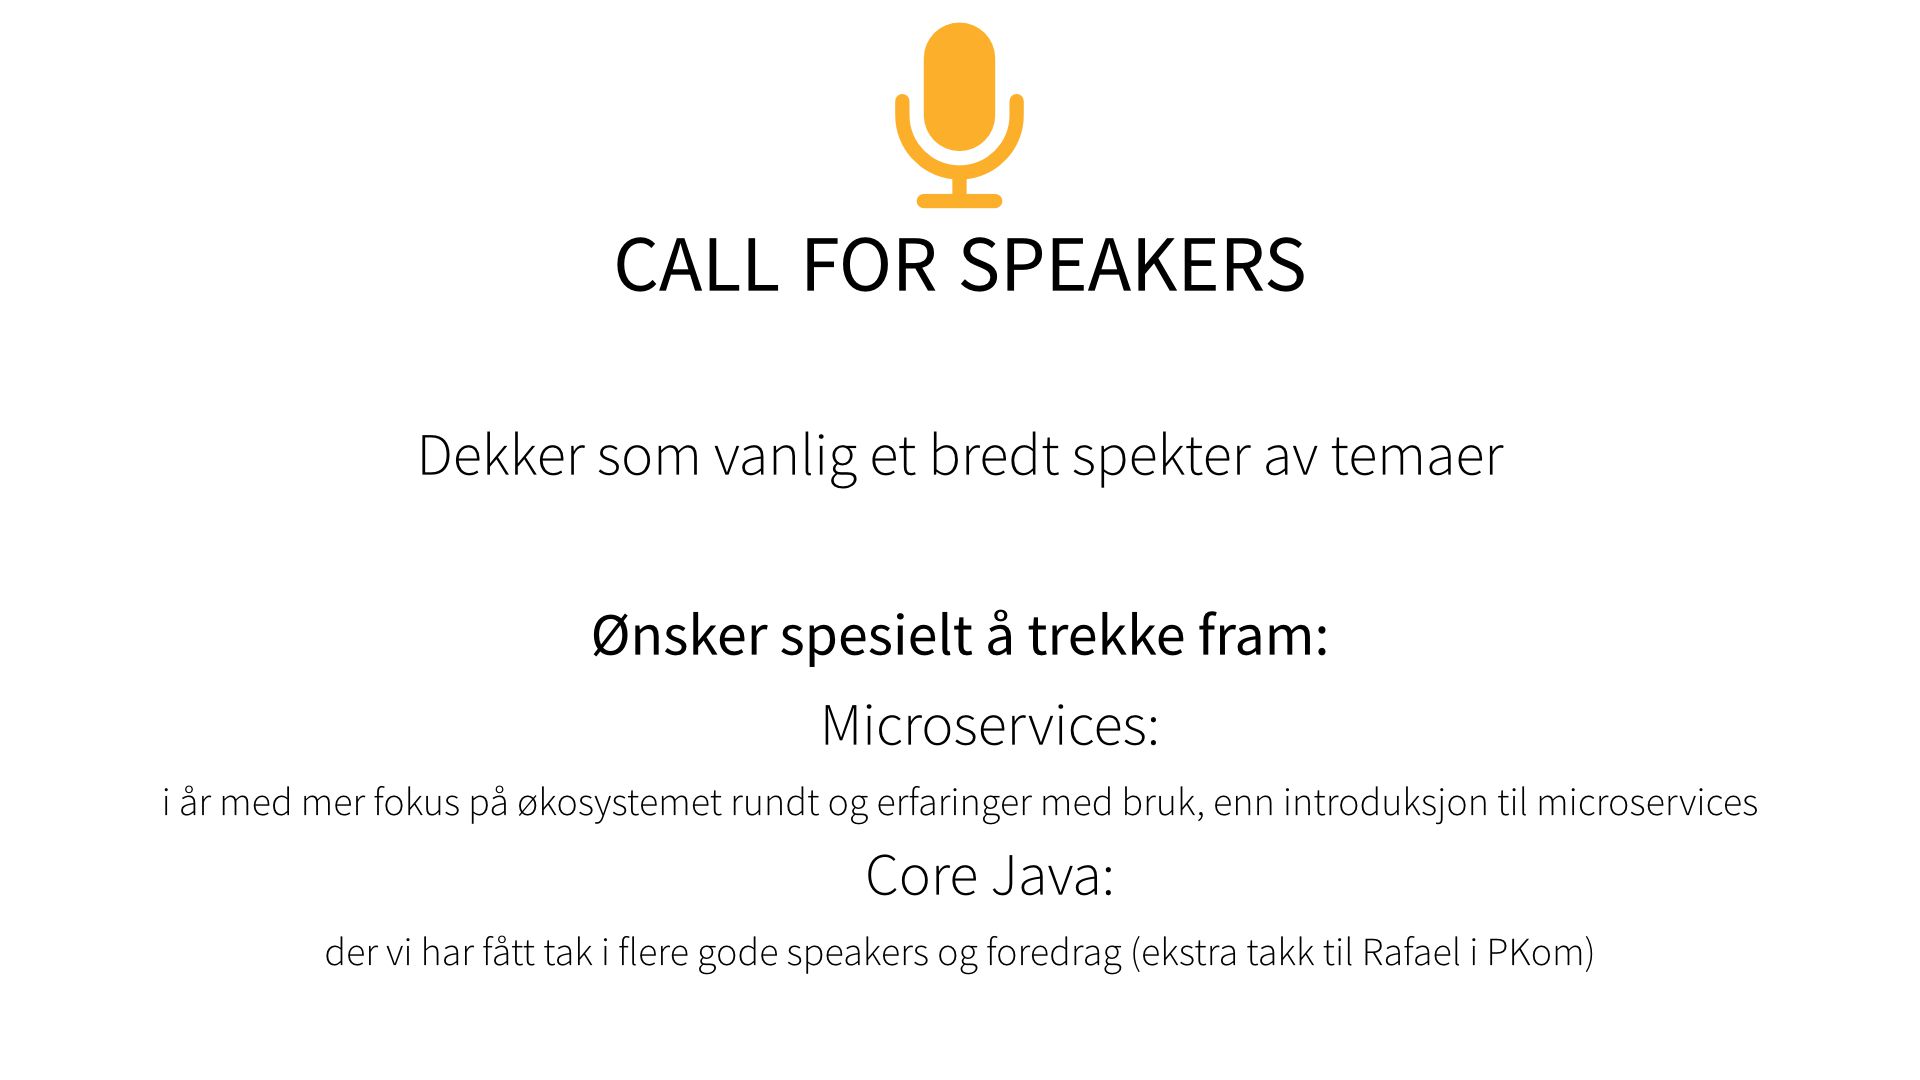 CALL FOR SPEAKERS
Dekker som vanlig et bredt spekter av temaer
Ønsker spesielt å trekke fram:
Microservices:
i år med mer fokus på økosystemet rundt og erfaringer med bruk, enn introduksjon til microservices
Core Java:
der vi har fått tak i flere gode speakers og foredrag (ekstra takk til Rafael i PKom)